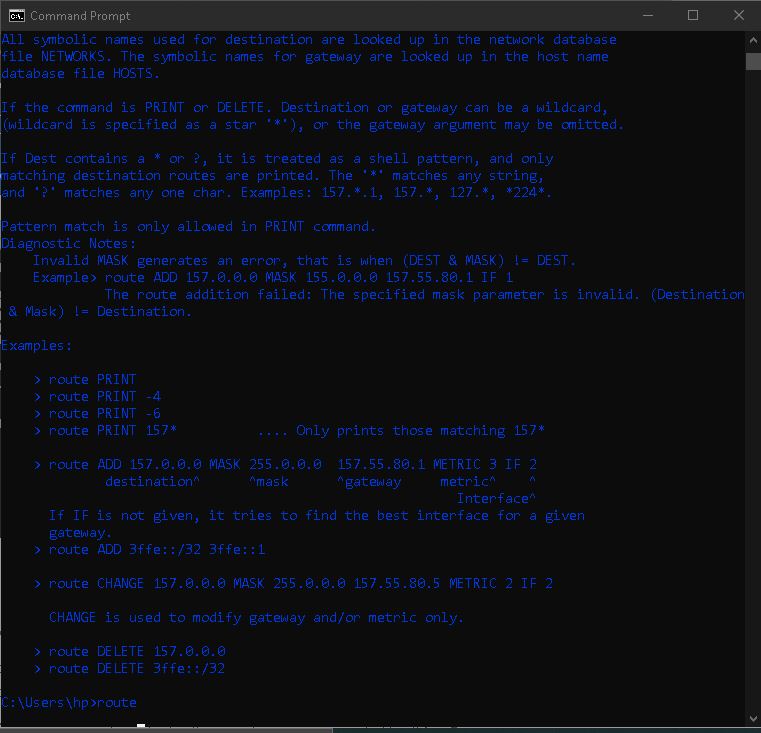 Command Prompt
All symbolic names used for destination are looked up in the network database
file NETWORKS. The symbolic names for gateway are looked up in the host name
database file HOSTS.
If the command is PRINT or DELETE. Destination or gateway can be a wildcard,
(wildcard is specified as a star '*'), or the gateway argument may be omitted.
If Dest contains a * or ?, it is treated as a shell pattern, and only
matching destination routes are printed. The '*' matches any string,
and '?' matches any one char. Examples: 157.*.1, 157.*, 127.*, *224*.
Pattern match is only allowed in PRINT command.
Diagnostic Notes:
    Invalid MASK generates an error, that is when (DEST & MASK) != DEST.
    Example> route ADD 157.0.0.0 MASK 155.0.0.0 157.55.80.1 IF 1
             The route addition failed: The specified mask parameter is invalid. (Destination
 & Mask) != Destination.
Examples:
    > route PRINT
    > route PRINT -4
    > route PRINT -6
    > route PRINT 157*          .... Only prints those matching 157*
    > route ADD 157.0.0.0 MASK 255.0.0.0  157.55.80.1 METRIC 3 IF 2
             destination^      ^mask      ^gateway     metric^    ^
                                                         Interface^
      If IF is not given, it tries to find the best interface for a given
      gateway.
    > route ADD 3ffe::/32 3ffe::1
    > route CHANGE 157.0.0.0 MASK 255.0.0.0 157.55.80.5 METRIC 2 IF 2
      CHANGE is used to modify gateway and/or metric only.
    > route DELETE 157.0.0.0
    > route DELETE 3ffe::/32
C:\Users\hp>route